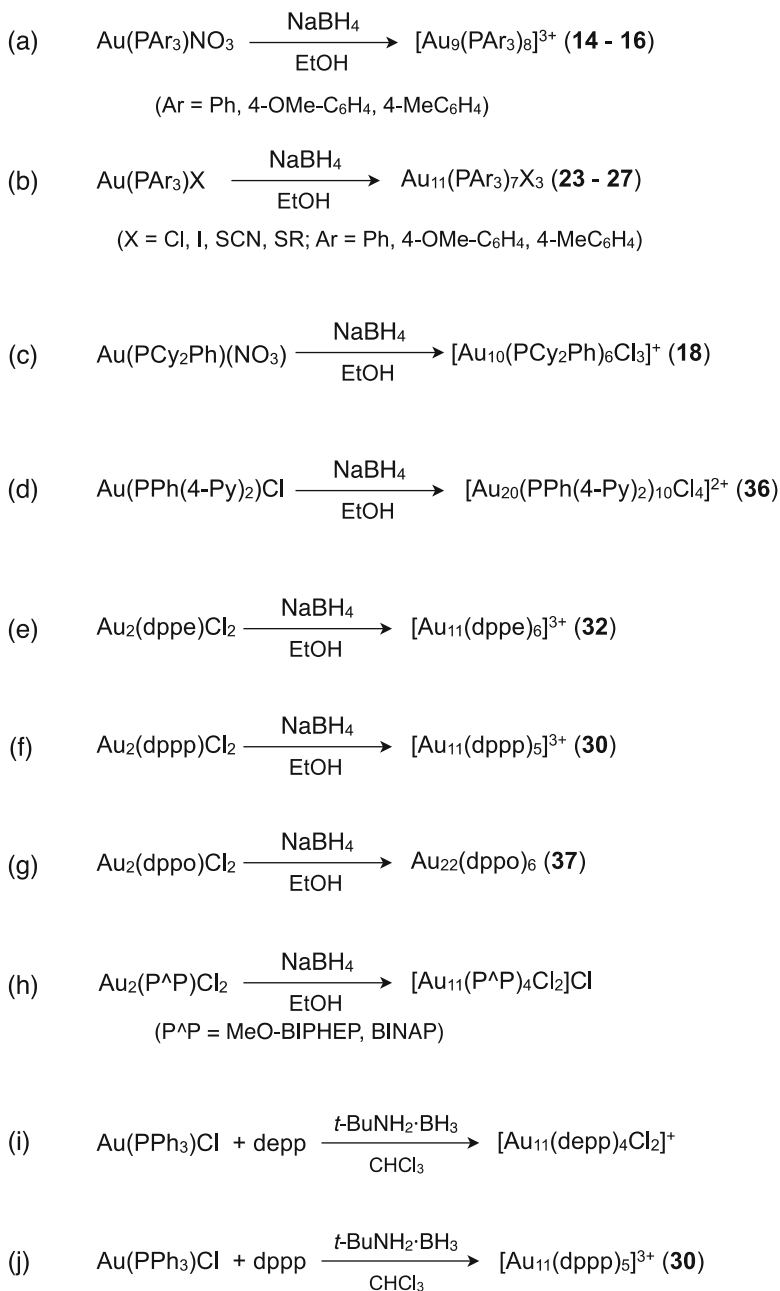 (a) Au(PAr₃)NO₃ NaBH₄ EtOH [Au₉(PAr₃)₈]³⁺ (14 - 16)
(Ar = Ph, 4-OMe-C₆H₄, 4-MeC₆H₄)
(b) Au(PAr₃)X NaBH₄ EtOH Au₁₁(PAr₃)₇X₃ (23 - 27)
(X = Cl, I, SCN, SR; Ar = Ph, 4-OMe-C₆H₄, 4-MeC₆H₄)
(c) Au(PCy₂Ph)(NO₃) NaBH₄ EtOH [Au₁₀(PCy₂Ph)₆Cl₃]⁺ (18)
(d) Au(PPh(4-Py)₂)Cl NaBH₄ EtOH [Au₂₀(PPh(4-Py)₂)₁₀Cl₄]²⁺ (36)
(e) Au₂(dppe)Cl₂ NaBH₄ EtOH [Au₁₁(dppe)₆]³⁺ (32)
(f) Au₂(dppp)Cl₂ NaBH₄ EtOH [Au₁₁(dppp)₅]³⁺ (30)
(g) Au₂(dppo)Cl₂ NaBH₄ EtOH Au₂₂(dppo)₆ (37)
(h) Au₂(P^P)Cl₂ NaBH₄ EtOH [Au₁₁(P^P)₄Cl₂]Cl
(P^P = MeO-BIPHEP, BINAP)
(i) Au(PPh₃)Cl + depp t-BuNH₂·BH₃ CHCl₃ [Au₁₁(depp)₄Cl₂]⁺
(j) Au(PPh₃)Cl + dppp t-BuNH₂·BH₃ CHCl₃ [Au₁₁(dppp)₅]³⁺ (30)